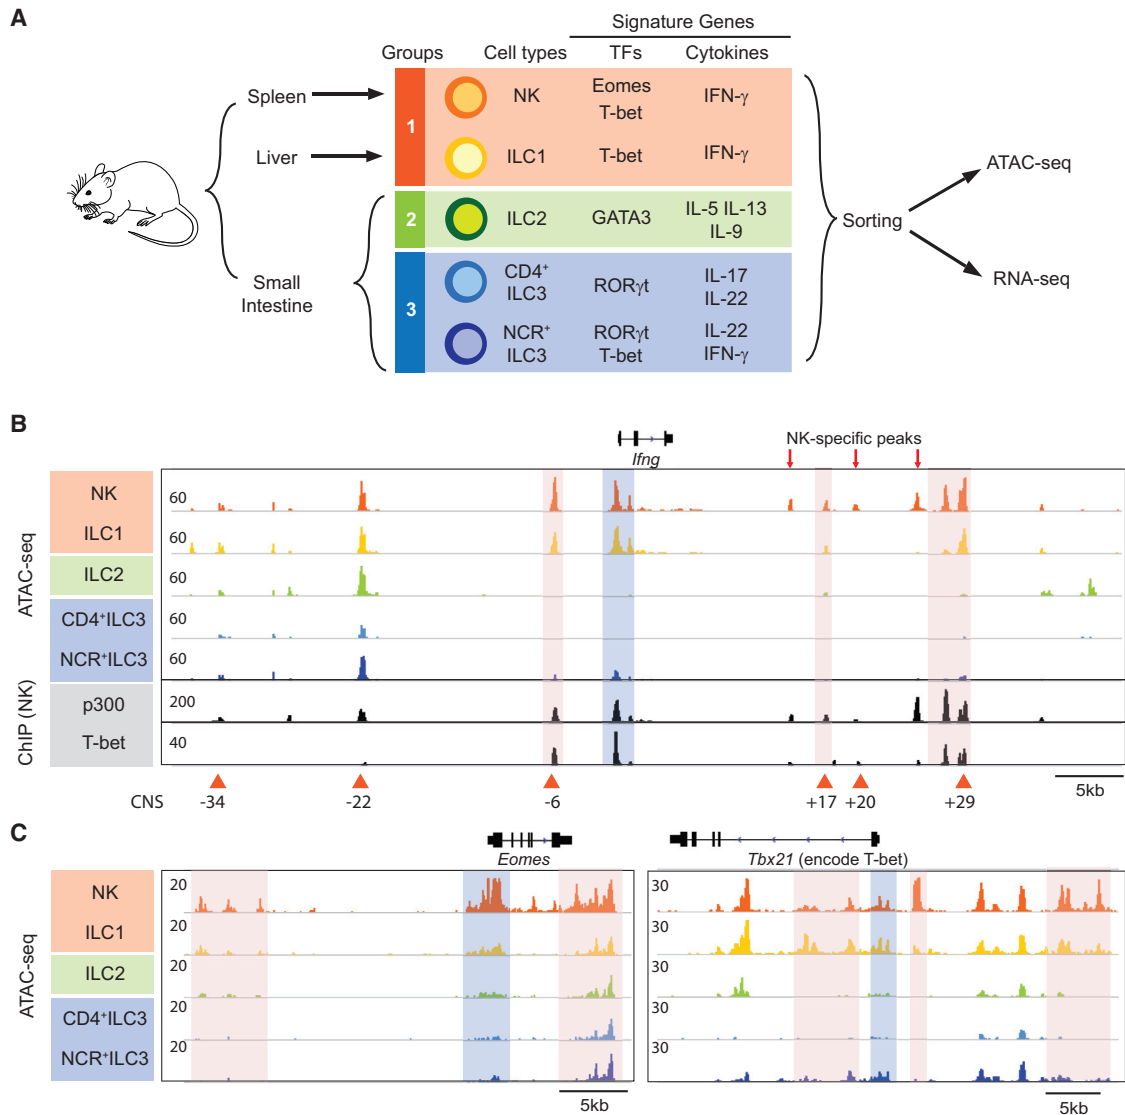 A
Signature Genes
Groups Cell types TFs Cytokines
Spleen
Liver
Small
Intestine
1
NK Eomes T-bet IFN-γ
ILC1 T-bet IFN-γ
2
ILC2 GATA3 IL-5 IL-13 IL-9
3
CD4+ ILC3 RORγt IL-17 IL-22
NCR+ ILC3 RORγt T-bet IL-22 IFN-γ
Sorting
ATAC-seq
RNA-seq
B
Ifng
NK-specific peaks
ATAC-seq
NK 60
ILC1 60
ILC2 60
CD4+ILC3 60
NCR+ILC3 60
ChIP (NK)
p300 200
T-bet 40
CNS -34 -22 -6 +17 +20 +29
5kb
C
Eomes
Tbx21 (encode T-bet)
ATAC-seq
NK 20 30
ILC1 20 30
ILC2 20 30
CD4+ILC3 20 30
NCR+ILC3 20 30
5kb 5kb